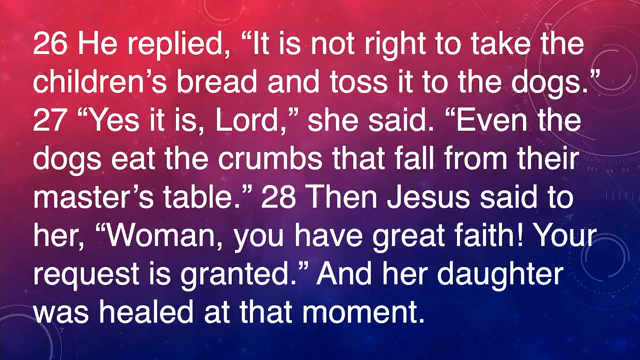 26 He replied, “It is not right to take the
children’s bread and toss it to the dogs.”
27 “Yes it is, Lord,” she said. “Even the
dogs eat the crumbs that fall from their
master’s table.” 28 Then Jesus said to
her, “Woman, you have great faith! Your
request is granted.” And her daughter
was healed at that moment.